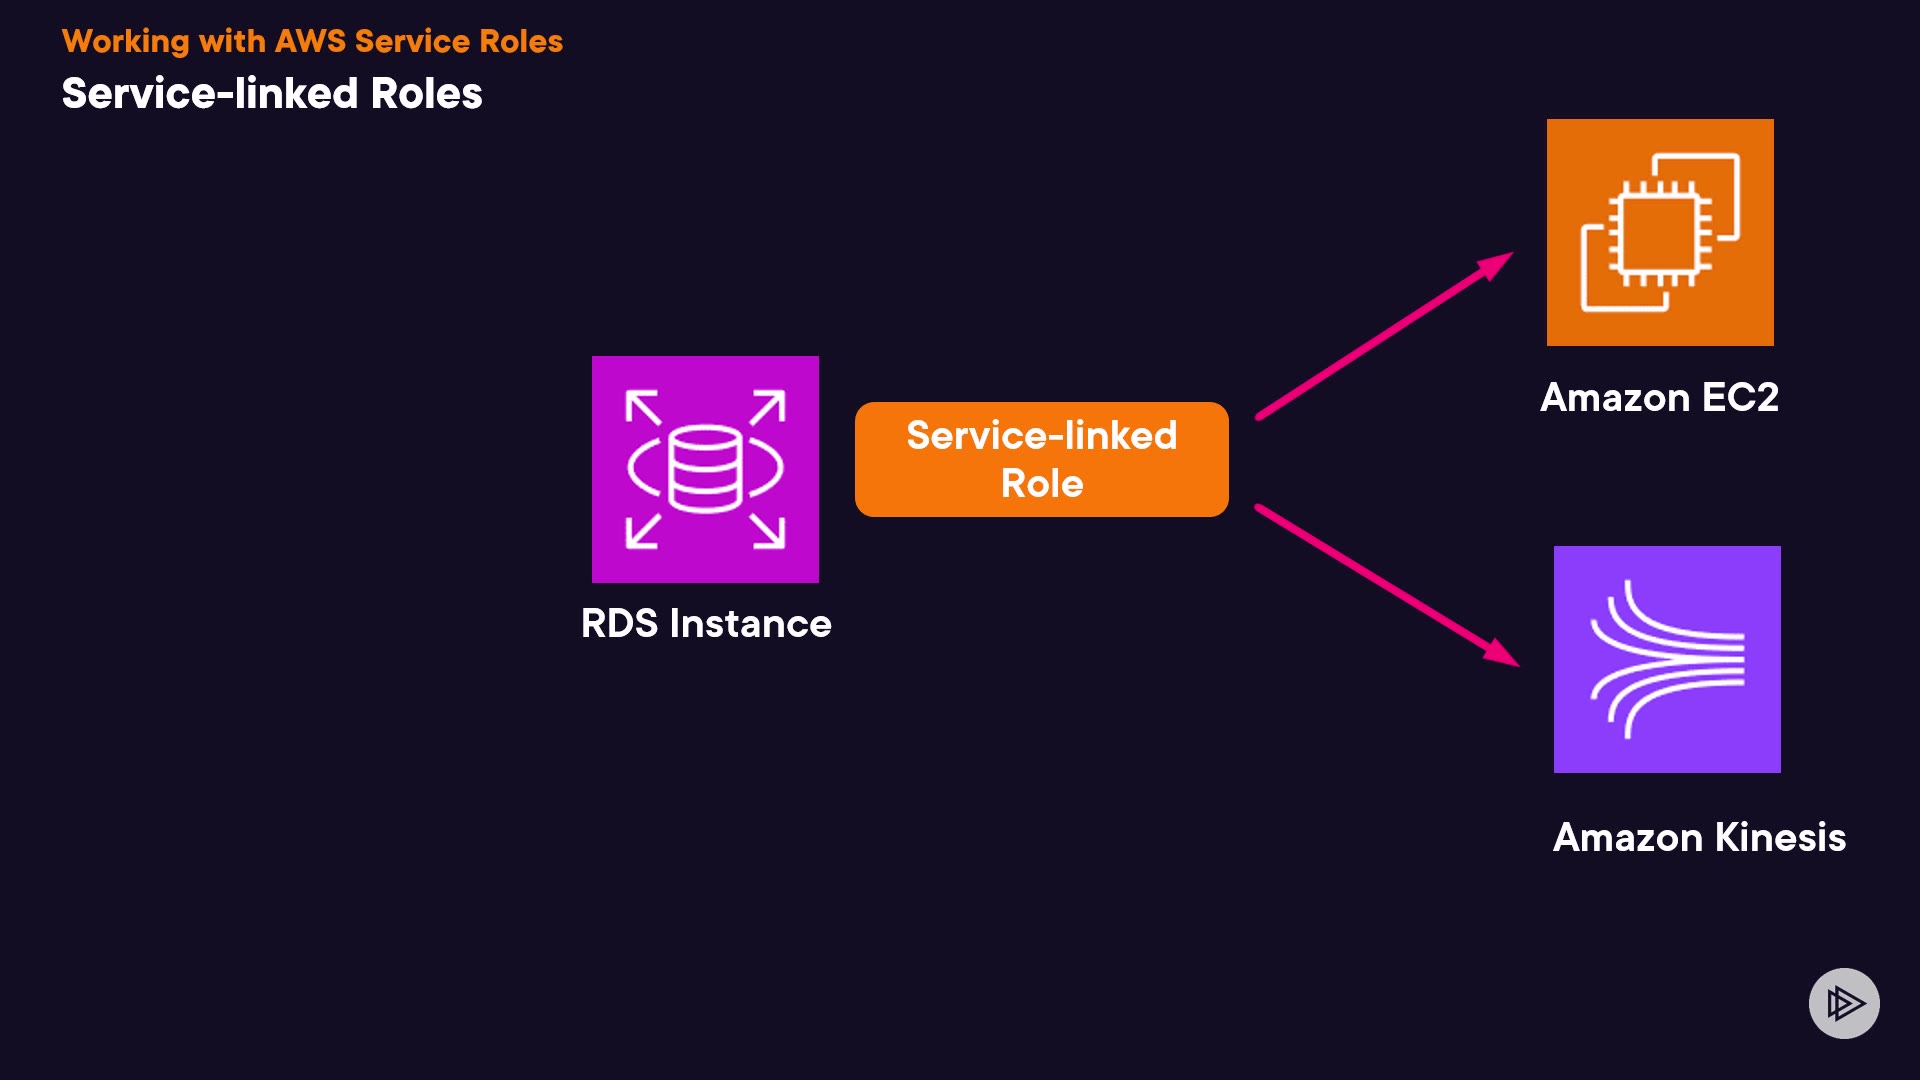 Working with AWS Service Roles
Service-linked Roles
Service-linked
Role
RDS Instance
Amazon EC2
Amazon Kinesis